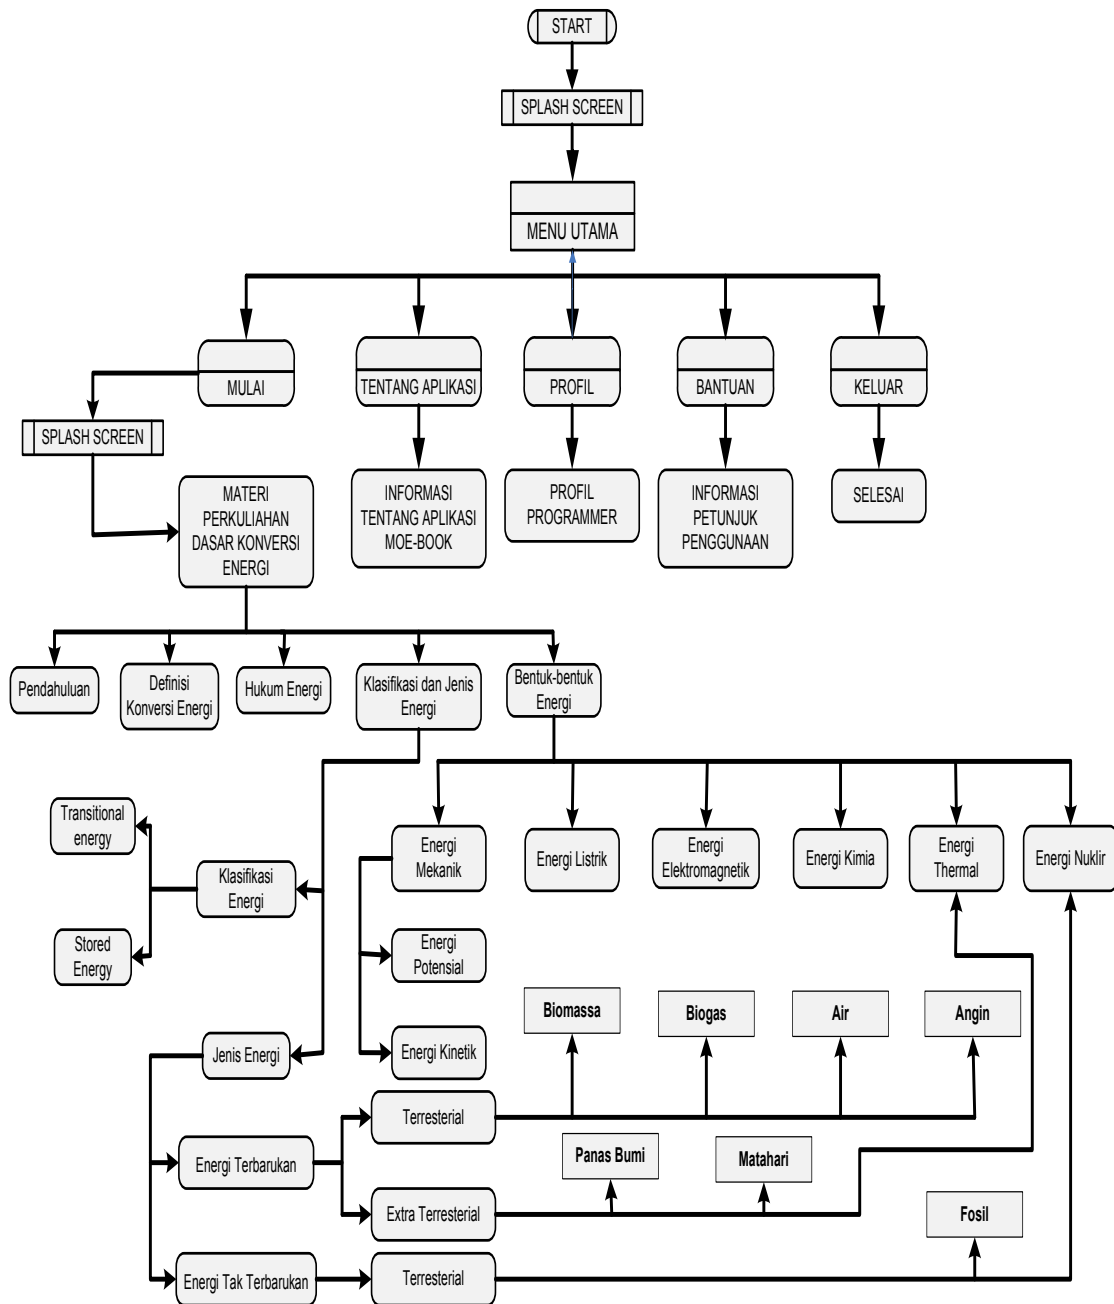 START
SPLASH SCREEN
MENU UTAMA
MULAI
TENTANG APLIKASI
PROFIL
BANTUAN
KELUAR
SPLASH SCREEN
MATERI
PERKULIAHAN
DASAR KONVERSI
ENERGI
INFORMASI
TENTANG APLIKASI
MOE-BOOK
PROFIL
PROGRAMMER
INFORMASI
PETUNJUK
PENGGUNAAN
SELESAI
Pendahuluan
Definisi
Konversi Energi
Hukum Energi
Klasifikasi dan Jenis
Energi
Bentuk-bentuk
Energi
Transitional
energy
Klasifikasi
Energi
Stored
Energy
Energi
Mekanik
Energi Listrik
Energi
Elektromagnetik
Energi Kimia
Energi
Thermal
Energi Nuklir
Energi
Potensial
Energi Kinetik
Jenis Energi
Biomassa
Biogas
Air
Angin
Terresterial
Energi Terbarukan
Panas Bumi
Matahari
Extra Terresterial
Fosil
Energi Tak Terbarukan
Terresterial